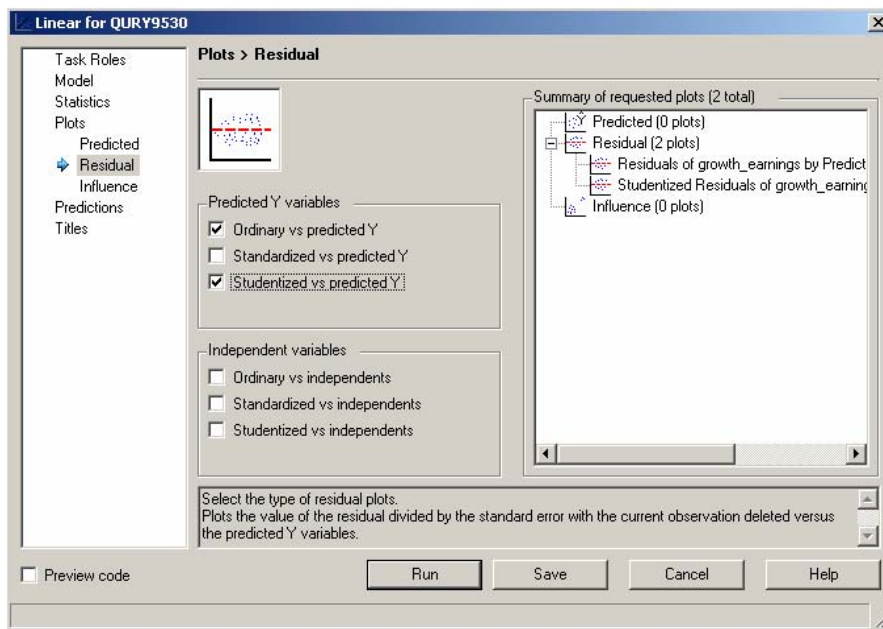 Linear for QURY9530
Task Roles
Model
Statistics
Plots
Predicted
Residual
Influence
Predictions
Titles
Plots > Residual
Predicted Y variables
Ordinary vs predicted Y
Standardized vs predicted Y
Studentized vs predicted Y
Independent variables
Ordinary vs independents
Standardized vs independents
Studentized vs independents
Summary of requested plots (2 total)
Predicted (0 plots)
Residual (2 plots)
Residuals of growth_earnings by Predict
Studentized Residuals of growth_earning
Influence (0 plots)
Select the type of residual plots.
Plots the value of the residual divided by the standard error with the current observation deleted versus
the predicted Y variables.
Preview code
Run
Save
Cancel
Help